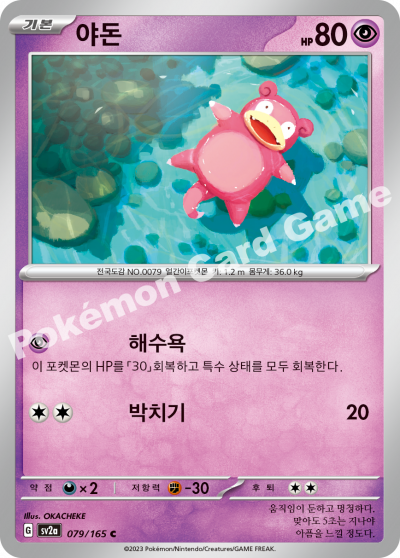 기본 야돈 HP 80
전국도감 NO.0079 얼간이포켓몬 키: 1.2 m 몸무게: 36.0 kg
Pokémon Card Game
해수욕
이 포켓몬의 HP를 「30」회복하고 특수 상태를 모두 회복한다.
박치기 20
약점 ×2 저항력 -30 후퇴
Illus. OKACHEKE
G sv2a 079/165 C
움직임이 둔하고 멍청하다.
맞아도 5초는 지나야
아픔을 느낄 정도다.
©2023 Pokémon/Nintendo/Creatures/GAME FREAK.